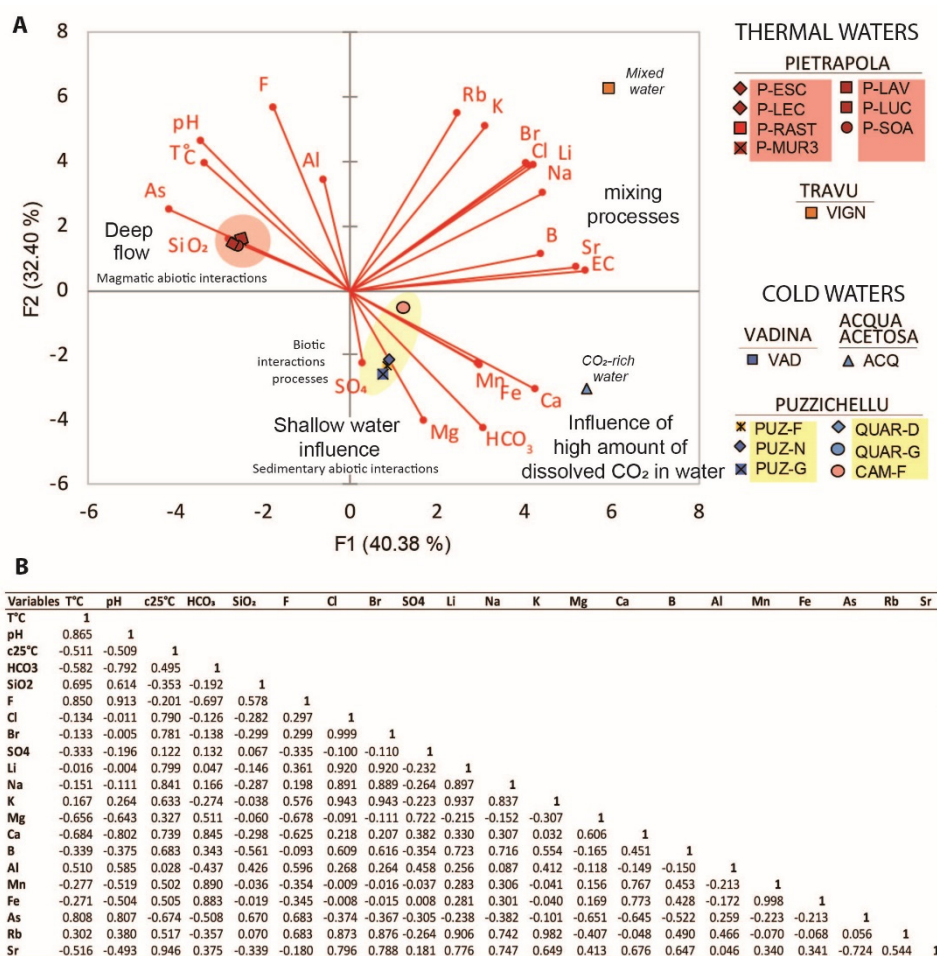 A
8
6
4
2
0
-2
-4
-6
-8
-6
-4
-2
0
2
4
6
8
F2 (32.40 %)
F1 (40.38 %)
F
pH
T°C
Al
As
SiO₂
Rb
K
Br
Cl
Li
Na
B
Sr
EC
Mn
Fe
Ca
HCO₃
Mg
SO₄
Mixed
water
mixing
processes
Deep
flow
Magmatic abiotic interactions
Biotic
interactions
processes
CO₂-rich
water
Shallow water
influence
Sedimentary abiotic interactions
Influence of
high amount of
dissolved CO₂ in water
THERMAL WATERS
PIETRAPOLA
P-ESC P-LAV
P-LEC P-LUC
P-RAST P-SOA
P-MUR3
TRAVU
VIGN
COLD WATERS
VADINA
VAD
ACQUA
ACETOSA
ACQ
PUZZICHELLU
PUZ-F QUAR-D
PUZ-N QUAR-G
PUZ-G CAM-F
B
Variables T°C pH c25°C HCO₃ SiO₂ F Cl Br SO4 Li Na K Mg Ca B Al Mn Fe As Rb Sr
T°C 1
pH 0.865 1
c25°C -0.511 -0.509 1
HCO3 -0.582 -0.792 0.495 1
SiO2 0.695 0.614 -0.353 -0.192 1
F 0.850 0.913 -0.201 -0.697 0.578 1
Cl -0.134 -0.011 0.790 -0.126 -0.282 0.297 1
Br -0.133 -0.005 0.781 -0.138 -0.299 0.299 0.999 1
SO4 -0.333 -0.196 0.122 0.132 0.067 -0.335 -0.100 -0.110 1
Li -0.016 -0.004 0.799 0.047 -0.146 0.361 0.920 0.920 -0.232 1
Na -0.151 -0.111 0.841 0.166 -0.287 0.198 0.891 0.889 -0.264 0.897 1
K 0.167 0.264 0.633 -0.274 -0.038 0.576 0.943 0.943 -0.223 0.937 0.837 1
Mg -0.656 -0.643 0.327 0.511 -0.060 -0.678 -0.091 -0.111 0.722 -0.215 -0.152 -0.307 1
Ca -0.684 -0.802 0.739 0.845 -0.298 -0.625 0.218 0.207 0.382 0.330 0.307 0.032 0.606 1
B -0.339 -0.375 0.683 0.343 -0.561 -0.093 0.609 0.616 -0.354 0.723 0.716 0.554 -0.165 0.451 1
Al 0.510 0.585 0.028 -0.437 0.426 0.596 0.268 0.264 0.458 0.256 0.087 0.412 -0.118 -0.149 -0.150 1
Mn -0.277 -0.519 0.502 0.890 -0.036 -0.354 -0.009 -0.016 -0.037 0.283 0.306 -0.041 0.156 0.767 0.453 -0.213 1
Fe -0.271 -0.504 0.505 0.883 -0.019 -0.345 -0.008 -0.015 0.008 0.281 0.301 -0.040 0.169 0.773 0.428 -0.172 0.998 1
As 0.808 0.807 -0.674 -0.508 0.670 0.683 -0.374 -0.367 -0.305 -0.238 -0.382 -0.101 -0.651 -0.645 -0.522 0.259 -0.223 -0.213 1
Rb 0.302 0.380 0.517 -0.357 0.070 0.683 0.873 0.876 -0.264 0.906 0.742 0.982 -0.407 -0.048 0.490 0.466 -0.070 -0.068 0.056 1
Sr -0.516 -0.493 0.946 0.375 -0.339 -0.180 0.796 0.788 0.181 0.776 0.747 0.649 0.413 0.676 0.647 0.046 0.340 0.341 -0.724 0.544 1